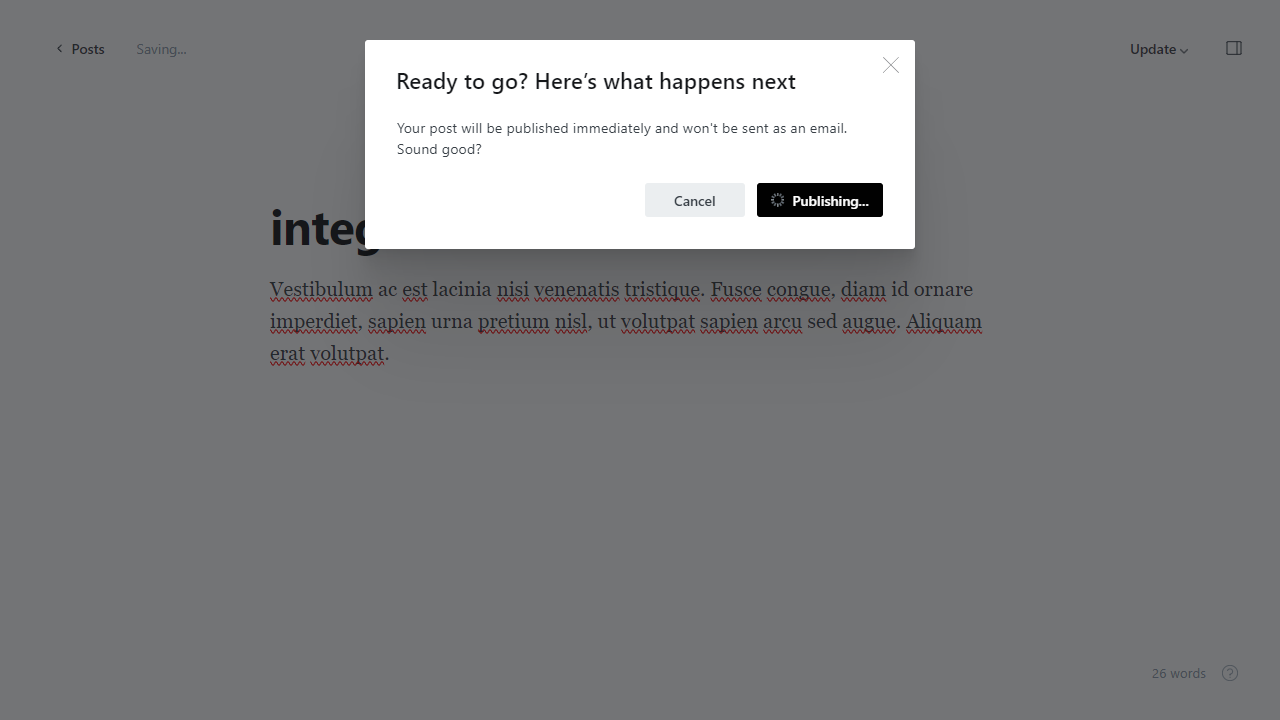 Posts
Saving...
Update
Ready to go? Here's what happens next
Your post will be published immediately and won't be sent as an email.
Sound good?
Cancel
Publishing...
Vestibulum ac est lacinia nisi venenatis tristique. Fusce congue, diam id ornare
imperdiet, sapien urna pretium nisl, ut volutpat sapien arcu sed augue. Aliquam
erat volutpat.
26 words